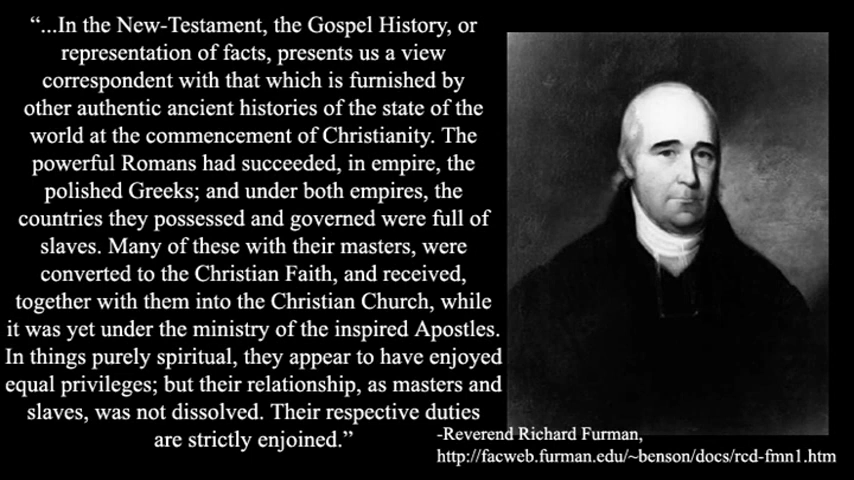 “...In the New-Testament, the Gospel History, or
representation of facts, presents us a view
correspondent with that which is furnished by
other authentic ancient histories of the state of the
world at the commencement of Christianity. The
powerful Romans had succeeded, in empire, the
polished Greeks; and under both empires, the
countries they possessed and governed were full of
slaves. Many of these with their masters, were
converted to the Christian Faith, and received,
together with them into the Christian Church, while
it was yet under the ministry of the inspired Apostles.
In things purely spiritual, they appear to have enjoyed
equal privileges; but their relationship, as masters and
slaves, was not dissolved. Their respective duties
are strictly enjoined.”
-Reverend Richard Furman,
http://facweb.furman.edu/~benson/docs/rcd-fmn1.htm